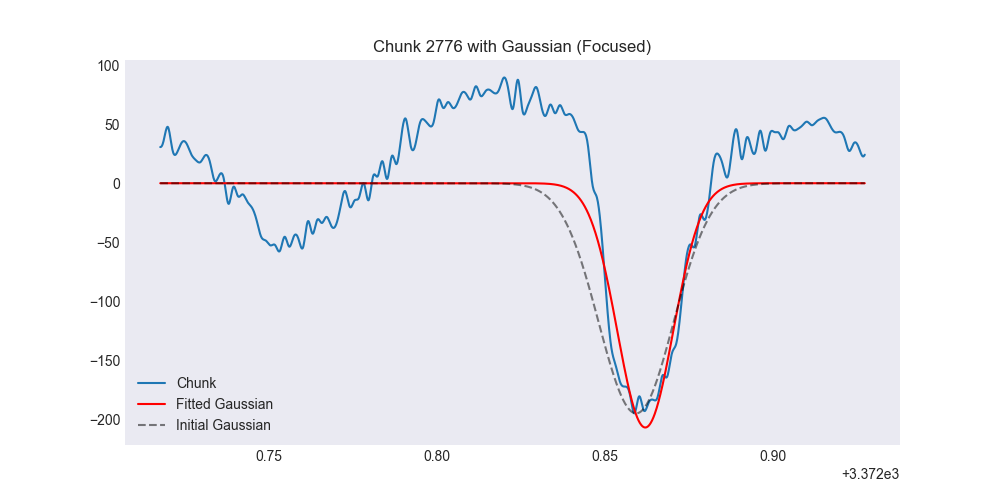 Chunk 2776 with Gaussian (Focused)
100
50
0
−50
−100
−150
−200
Chunk
Fitted Gaussian
Initial Gaussian
0.75 0.80 0.85 0.90
+3.372e3